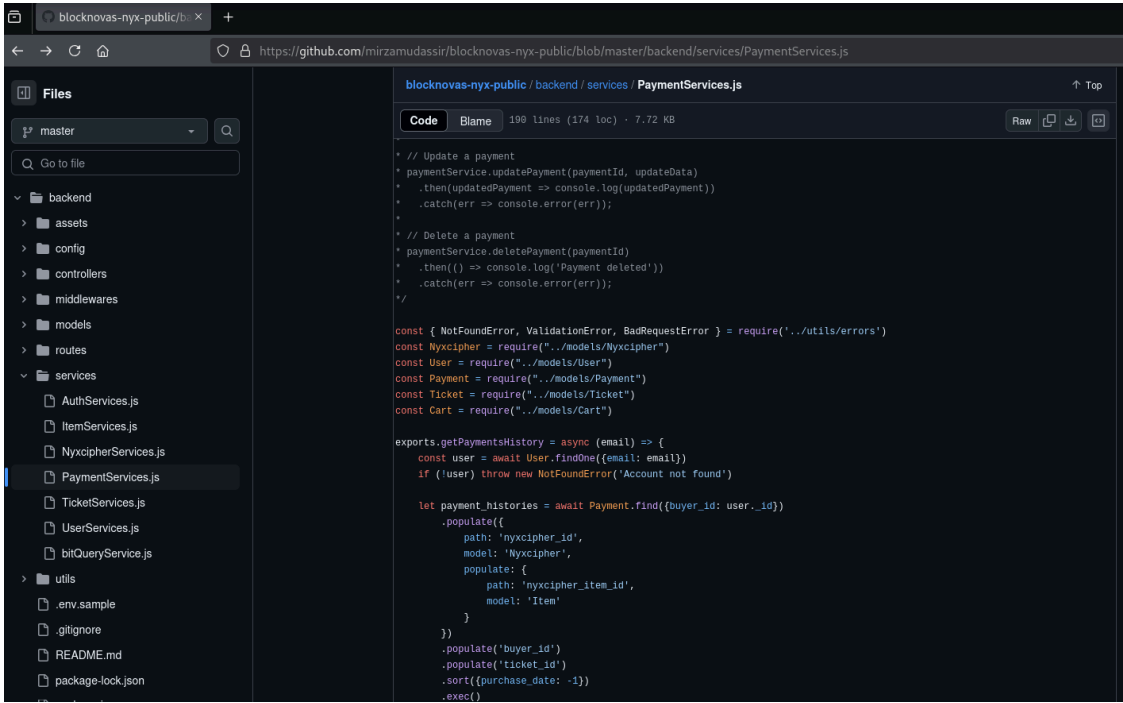 blocknovas-nyx-public/ba
https://github.com/mirzamudassir/blocknovas-nyx-public/blob/master/backend/services/PaymentServices.js
Files
master
Go to file
backend
assets
config
controllers
middlewares
models
routes
services
AuthServices.js
ItemServices.js
NyxcipherServices.js
PaymentServices.js
TicketServices.js
UserServices.js
bitQueryService.js
utils
.env.sample
.gitignore
README.md
package-lock.json
blocknovas-nyx-public / backend / services / PaymentServices.js
Top
Code Blame 190 lines (174 loc) · 7.72 KB
Raw
* // Update a payment
* paymentService.updatePayment(paymentId, updateData)
*   .then(updatedPayment => console.log(updatedPayment))
*   .catch(err => console.error(err));
*
* // Delete a payment
* paymentService.deletePayment(paymentId)
*   .then(() => console.log('Payment deleted'))
*   .catch(err => console.error(err));
*/
const { NotFoundError, ValidationError, BadRequestError } = require('../utils/errors')
const Nyxcipher = require("../models/Nyxcipher")
const User = require("../models/User")
const Payment = require("../models/Payment")
const Ticket = require("../models/Ticket")
const Cart = require("../models/Cart")
exports.getPaymentsHistory = async (email) => {
    const user = await User.findOne({email: email})
    if (!user) throw new NotFoundError('Account not found')
    let payment_histories = await Payment.find({buyer_id: user._id})
        .populate({
            path: 'nyxcipher_id',
            model: 'Nyxcipher',
            populate: {
                path: 'nyxcipher_item_id',
                model: 'Item'
            }
        })
        .populate('buyer_id')
        .populate('ticket_id')
        .sort({purchase_date: -1})
        .exec()